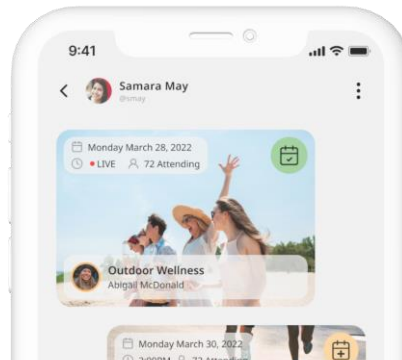 9:41
Samara May
@smay
Monday March 28, 2022
LIVE 72 Attending
Outdoor Wellness
Abigail McDonald
Monday March 30, 2022